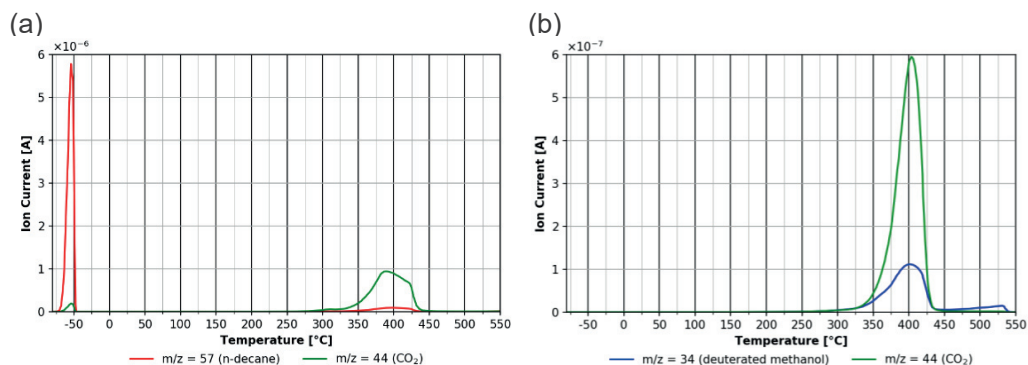 (a)
×10⁻⁶
6
5
4
3
2
1
0
Ion Current [A]
-50 0 50 100 150 200 250 300 350 400 450 500 550
Temperature [°C]
m/z = 57 (n-decane) m/z = 44 (CO₂)
(b)
×10⁻⁷
6
5
4
3
2
1
0
Ion Current [A]
-50 0 50 100 150 200 250 300 350 400 450 500 550
Temperature [°C]
m/z = 34 (deuterated methanol) m/z = 44 (CO₂)